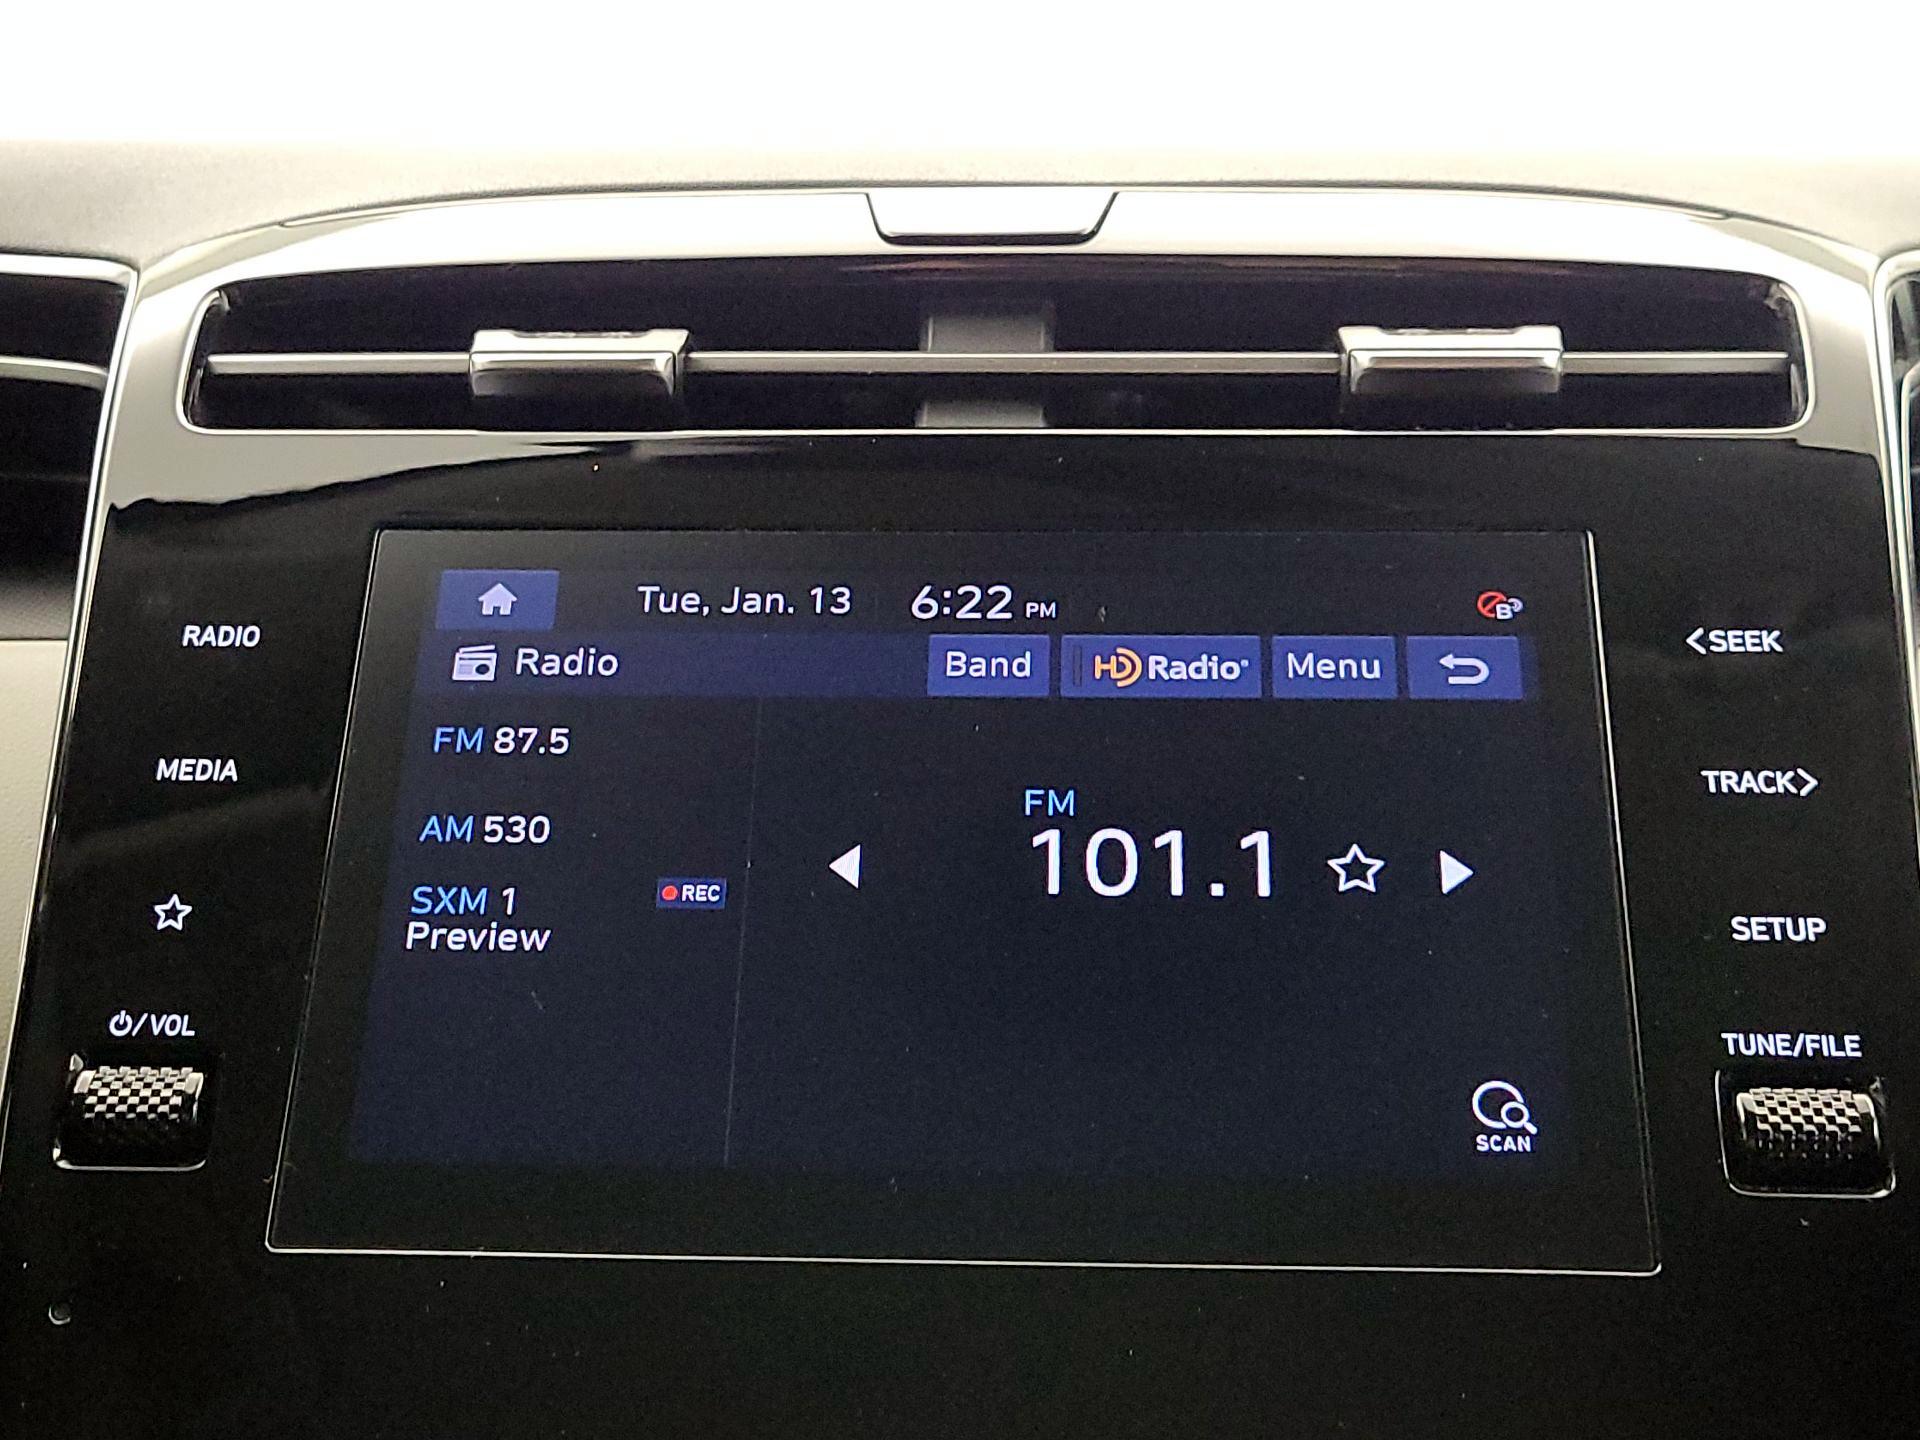 Tue, Jan. 13 6:22 PM B
Radio Band HD Radio® Menu
RADIO
MEDIA
⏻/VOL
FM 87.5
AM 530
SXM 1 REC
Preview
FM
101.1
SCAN
<SEEK
TRACK>
SETUP
TUNE/FILE